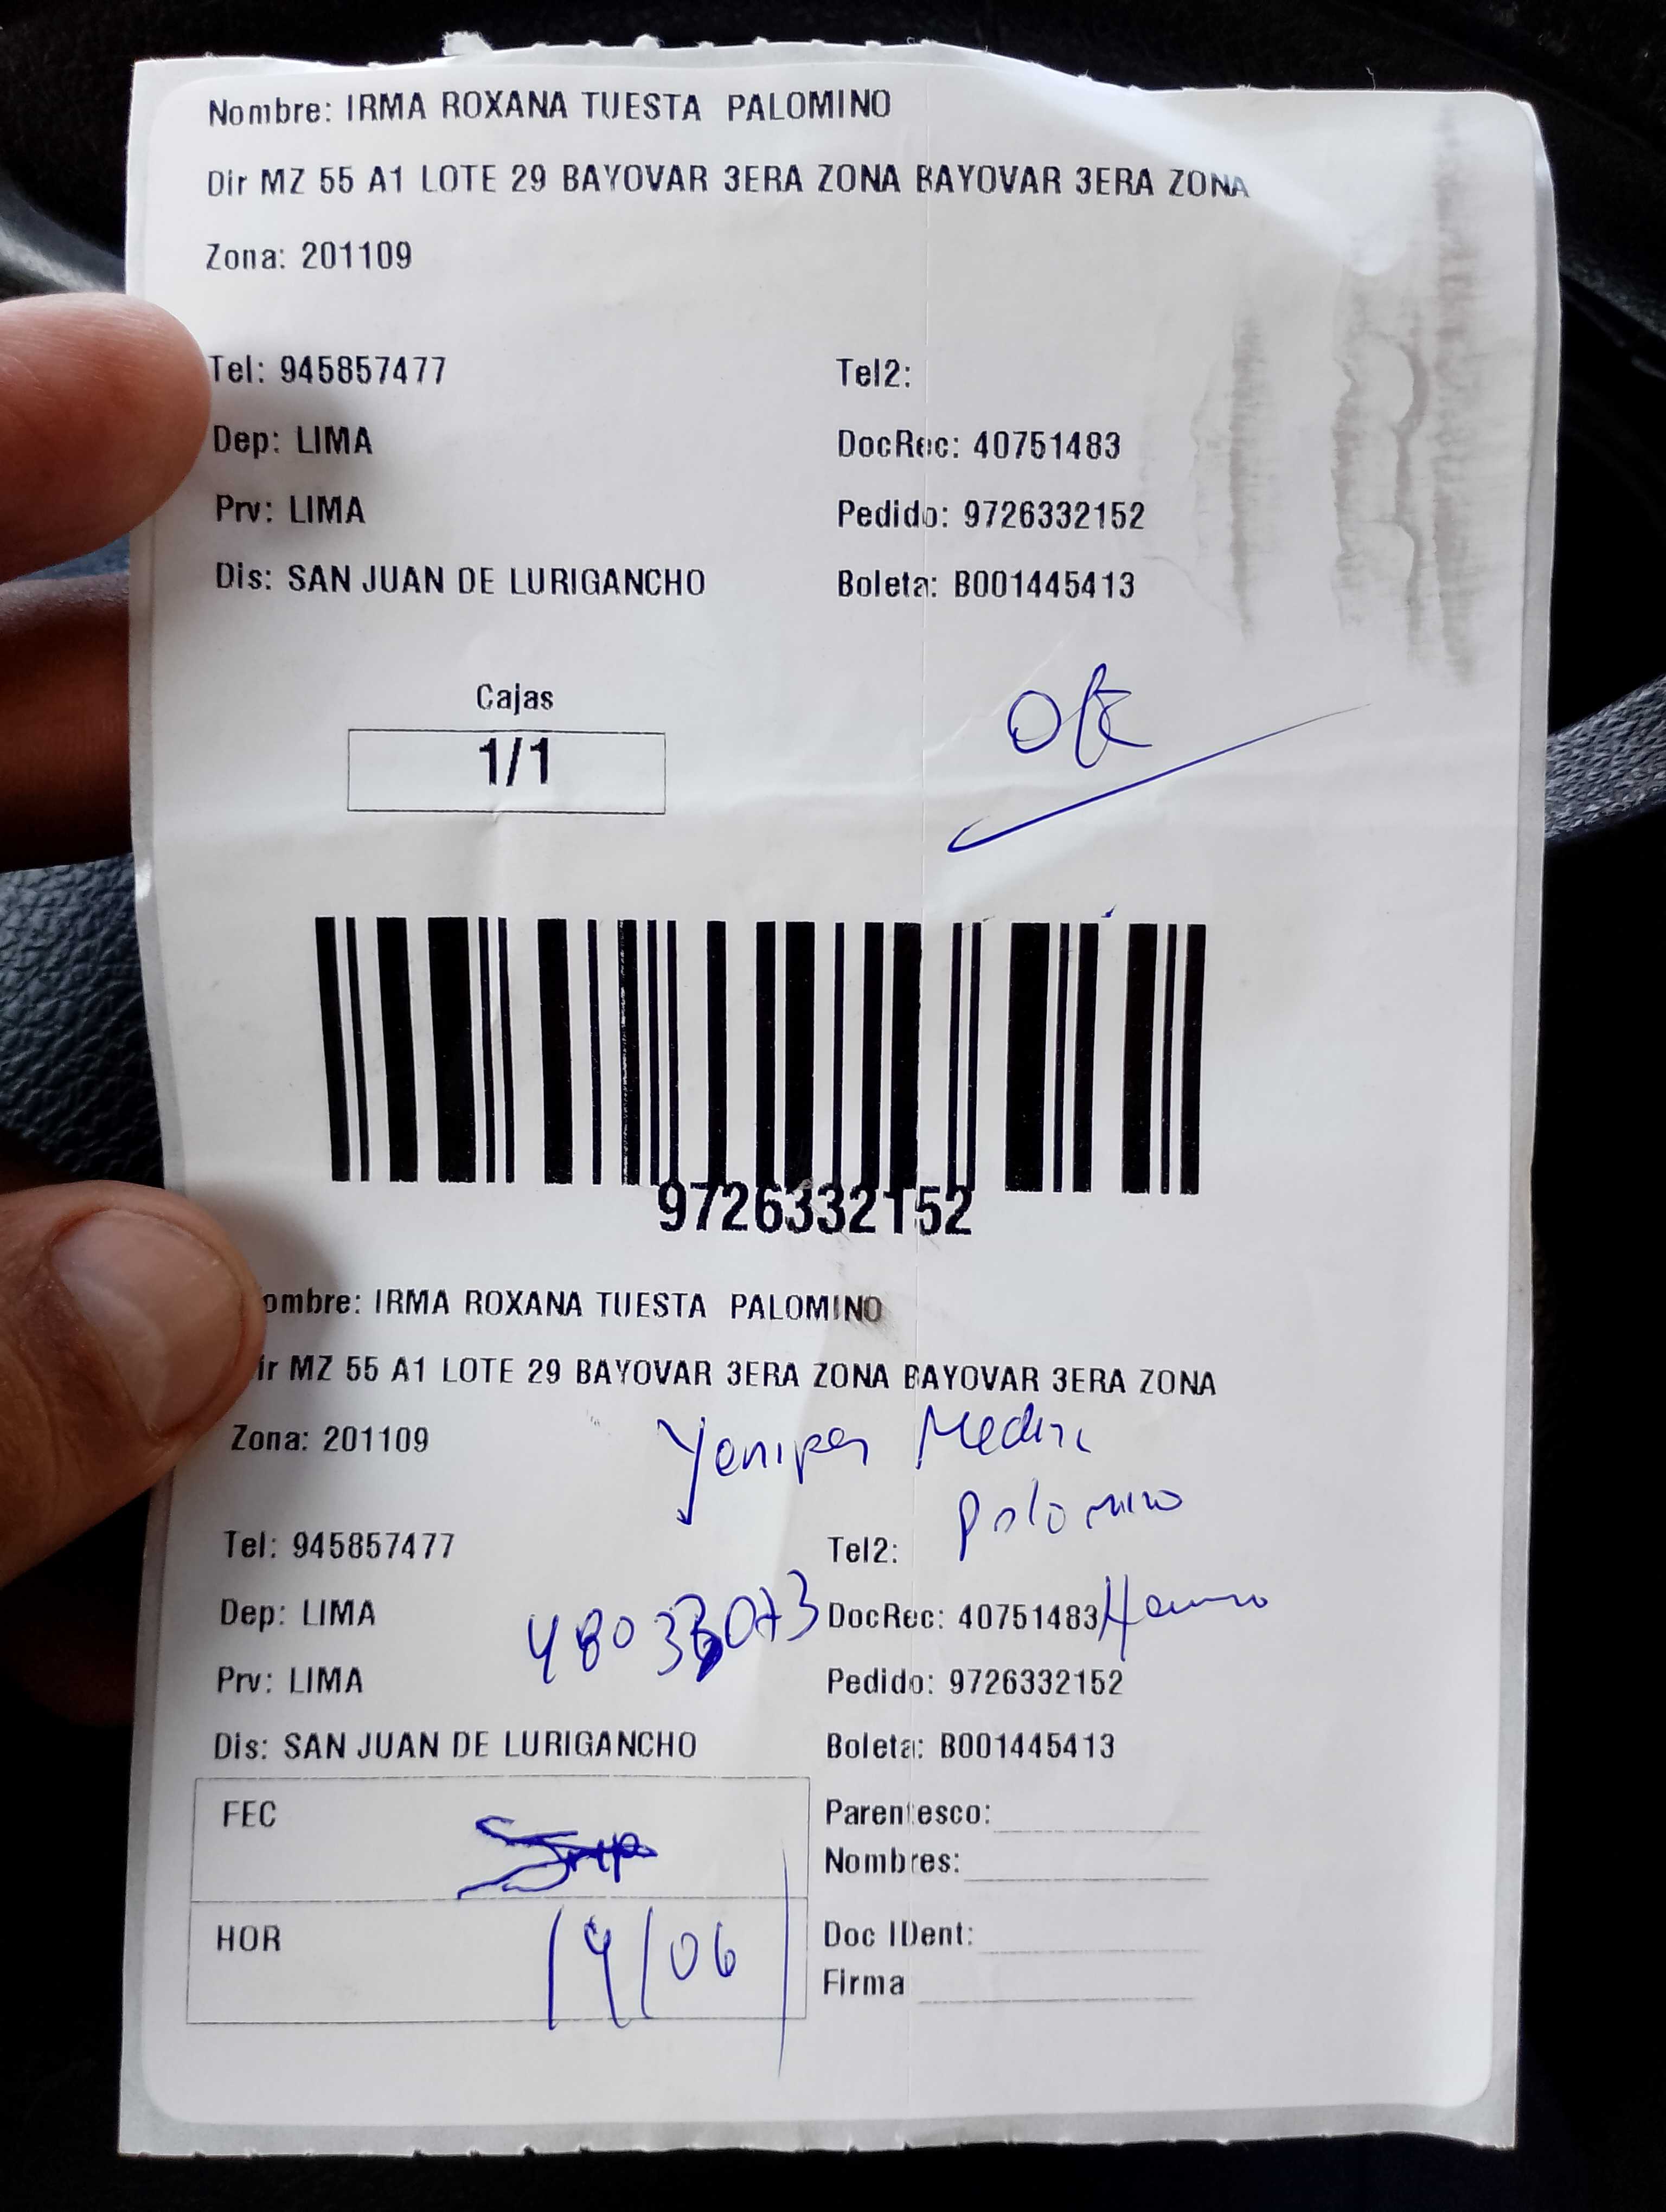 Nombre: IRMA ROXANA TUESTA PALOMINO
Dir MZ 55 A1 LOTE 29 BAYOVAR 3ERA ZONA BAYOVAR 3ERA ZONA
Zona: 201109
Tel: 945857477 Tel2:
Dep: LIMA DocRec: 40751483
Prv: LIMA Pedido: 9726332152
Dis: SAN JUAN DE LURIGANCHO Boleta: B001445413
Cajas
1/1
OK
9726332152
ombre: IRMA ROXANA TUESTA PALOMINO
ir MZ 55 A1 LOTE 29 BAYOVAR 3ERA ZONA BAYOVAR 3ERA ZONA
Zona: 201109
Yeniper Medina
Palomino
Tel: 945857477 Tel2:
Dep: LIMA DocRec: 40751483
Prv: LIMA Pedido: 9726332152
Dis: SAN JUAN DE LURIGANCHO Boleta: B001445413
FEC Parentesco:
Nombres:
HOR 14/06 Doc IDent:
Firma